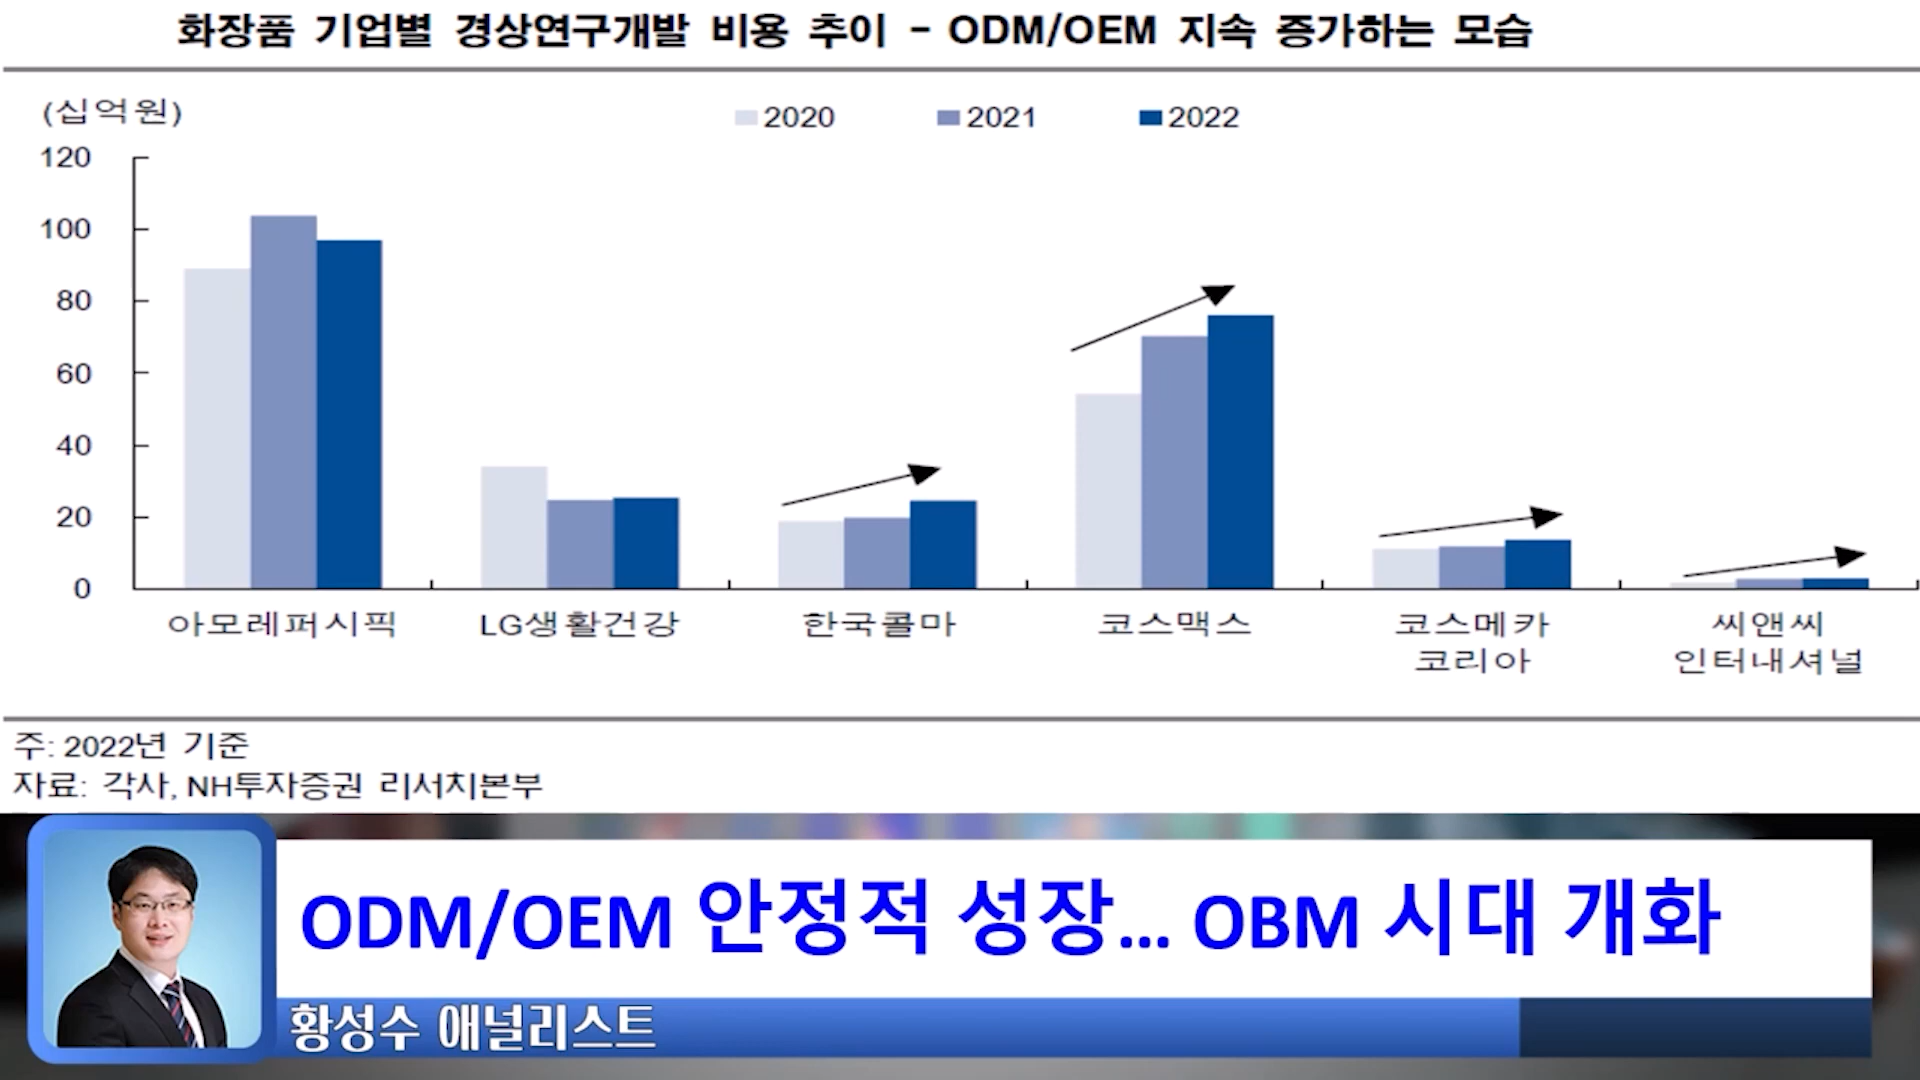 화장품 기업별 경상연구개발 비용 추이 - ODM/OEM 지속 증가하는 모습
(십억원)
2020 2021 2022
120
100
80
60
40
20
0
아모레퍼시픽 LG생활건강 한국콜마 코스맥스 코스메카 씨앤씨
코리아 인터내셔널
주: 2022년 기준
자료: 각사, NH투자증권 리서치본부
ODM/OEM 안정적 성장... OBM 시대 개화
황성수 애널리스트